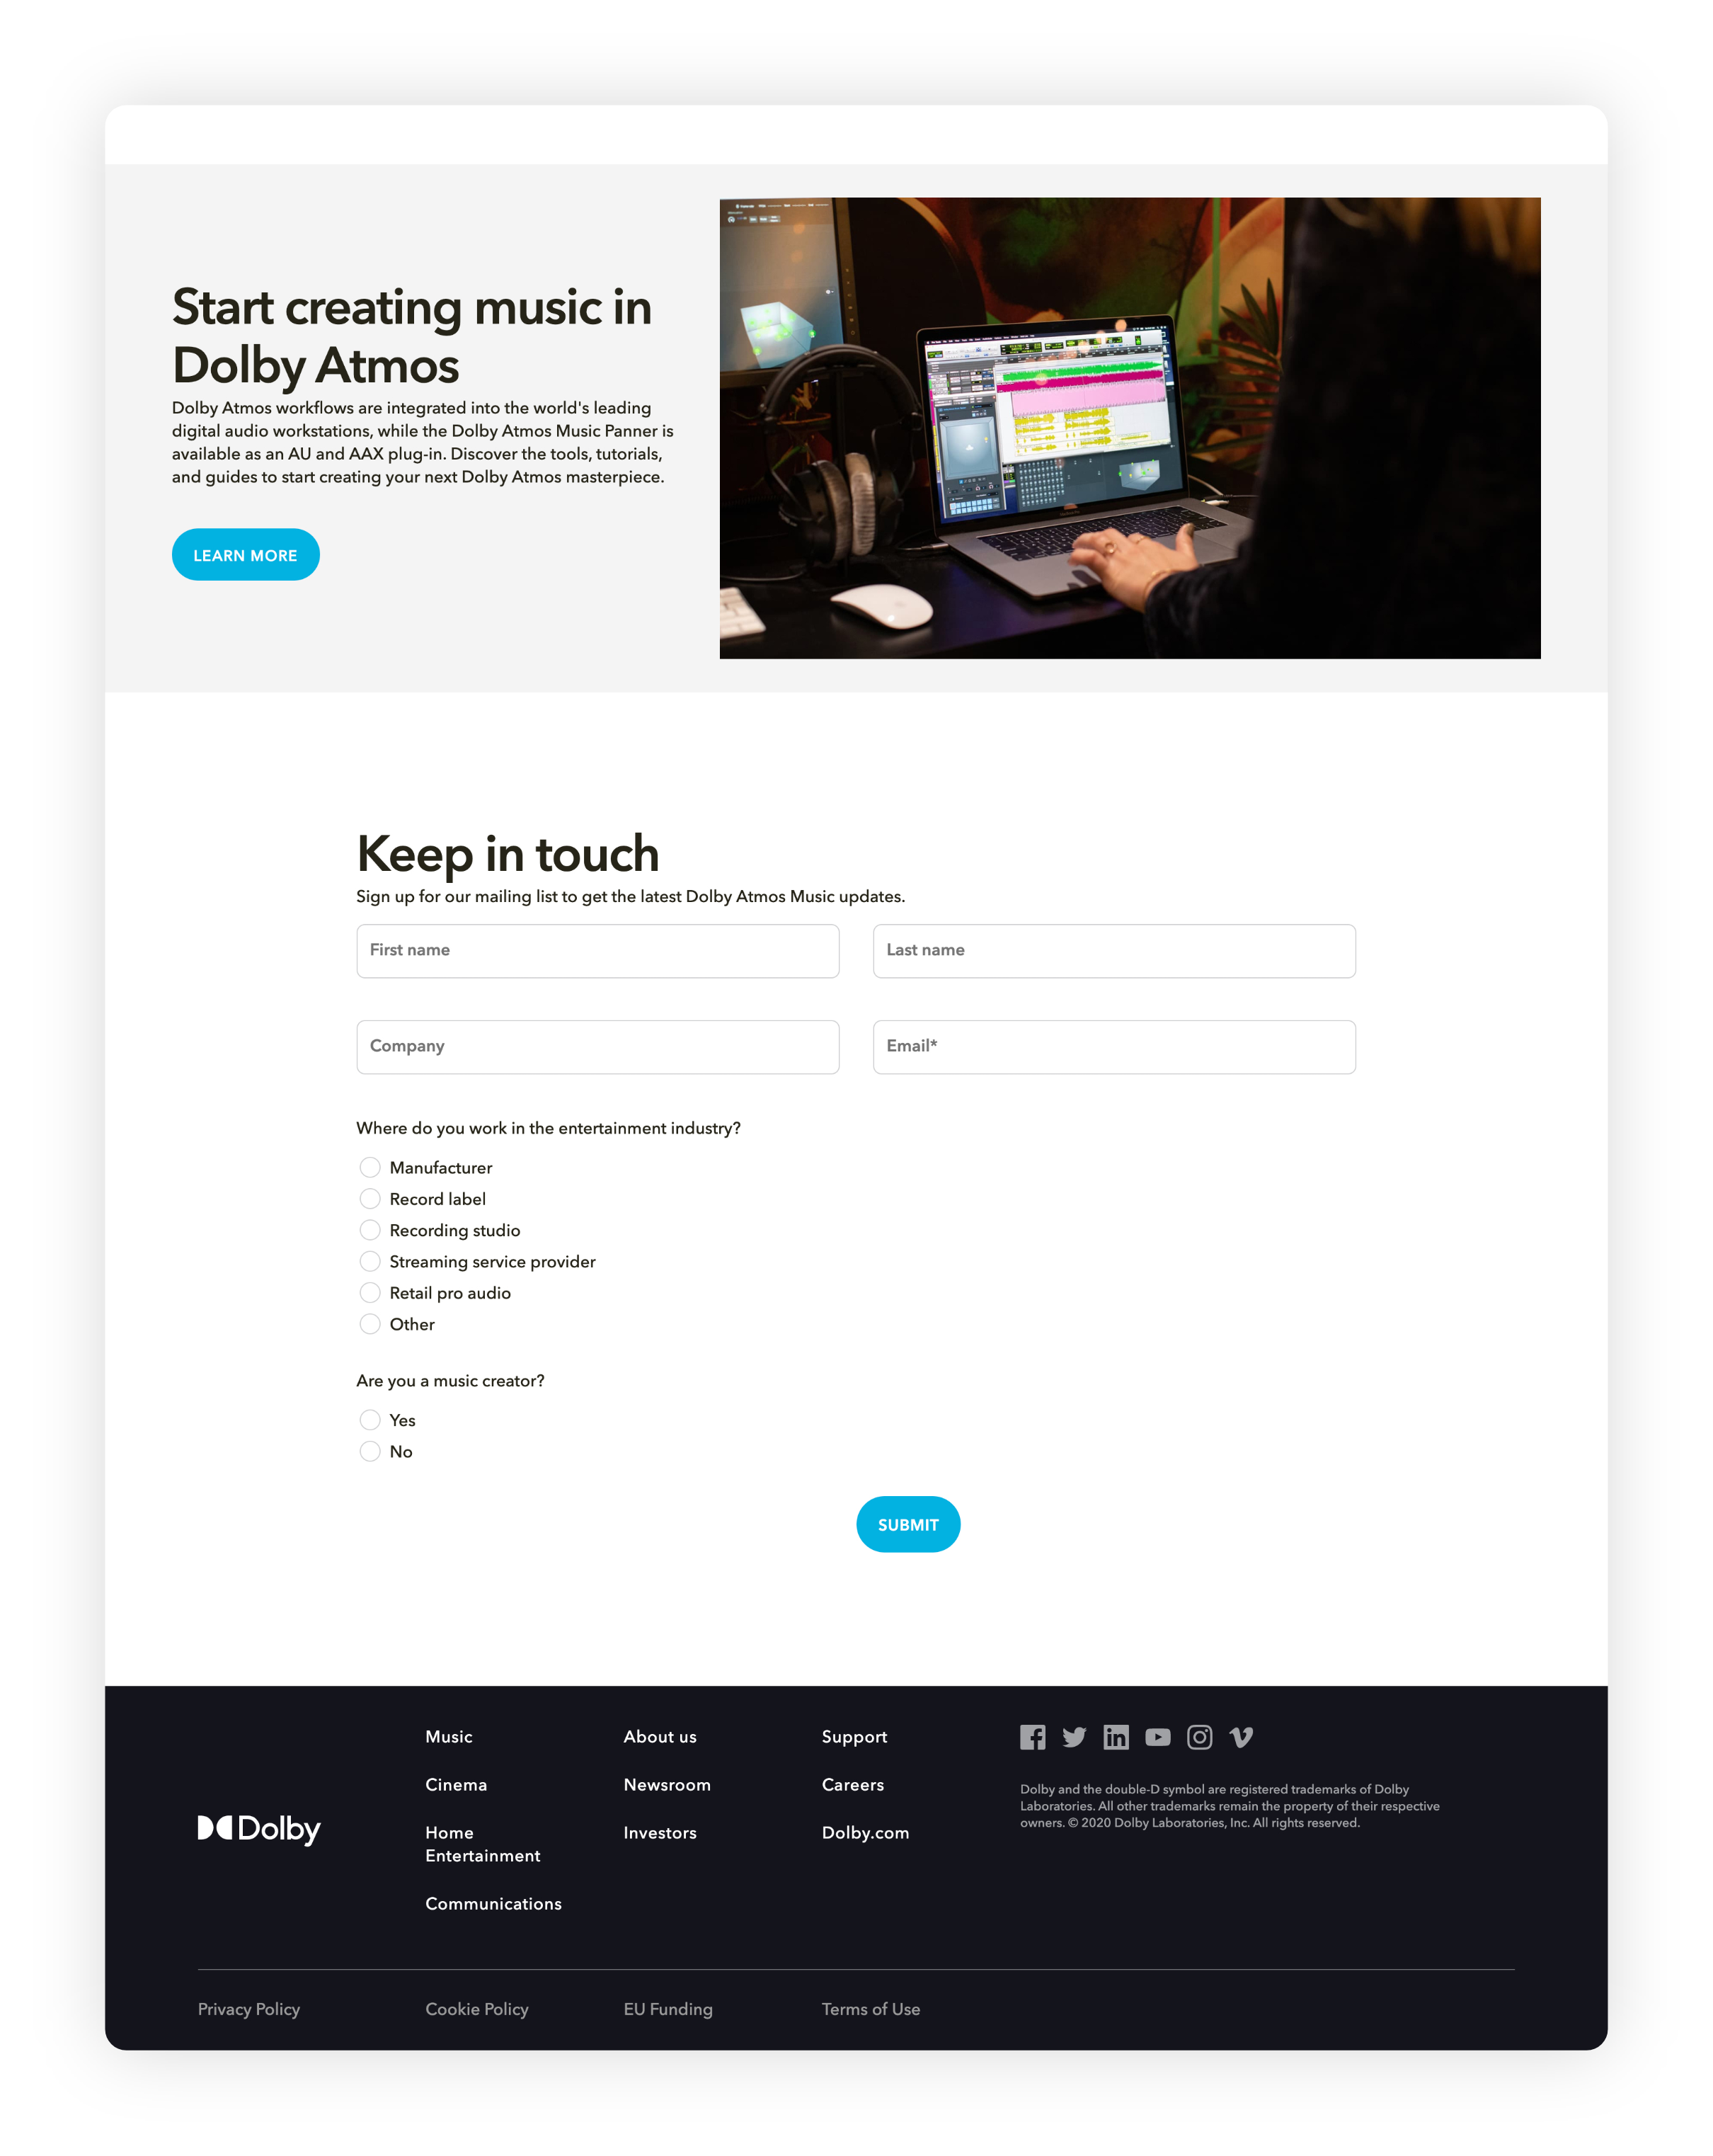 Start creating music in
Dolby Atmos
Dolby Atmos workflows are integrated into the world's leading
digital audio workstations, while the Dolby Atmos Music Panner is
available as an AU and AAX plug-in. Discover the tools, tutorials,
and guides to start creating your next Dolby Atmos masterpiece.
LEARN MORE
Keep in touch
Sign up for our mailing list to get the latest Dolby Atmos Music updates.
First name
Last name
Company
Email*
Where do you work in the entertainment industry?
Manufacturer
Record label
Recording studio
Streaming service provider
Retail pro audio
Other
Are you a music creator?
Yes
No
SUBMIT
Dolby
Music
Cinema
Home
Entertainment
Communications
About us
Newsroom
Investors
Support
Careers
Dolby.com
Dolby and the double-D symbol are registered trademarks of Dolby
Laboratories. All other trademarks remain the property of their respective
owners. © 2020 Dolby Laboratories, Inc. All rights reserved.
Privacy Policy
Cookie Policy
EU Funding
Terms of Use